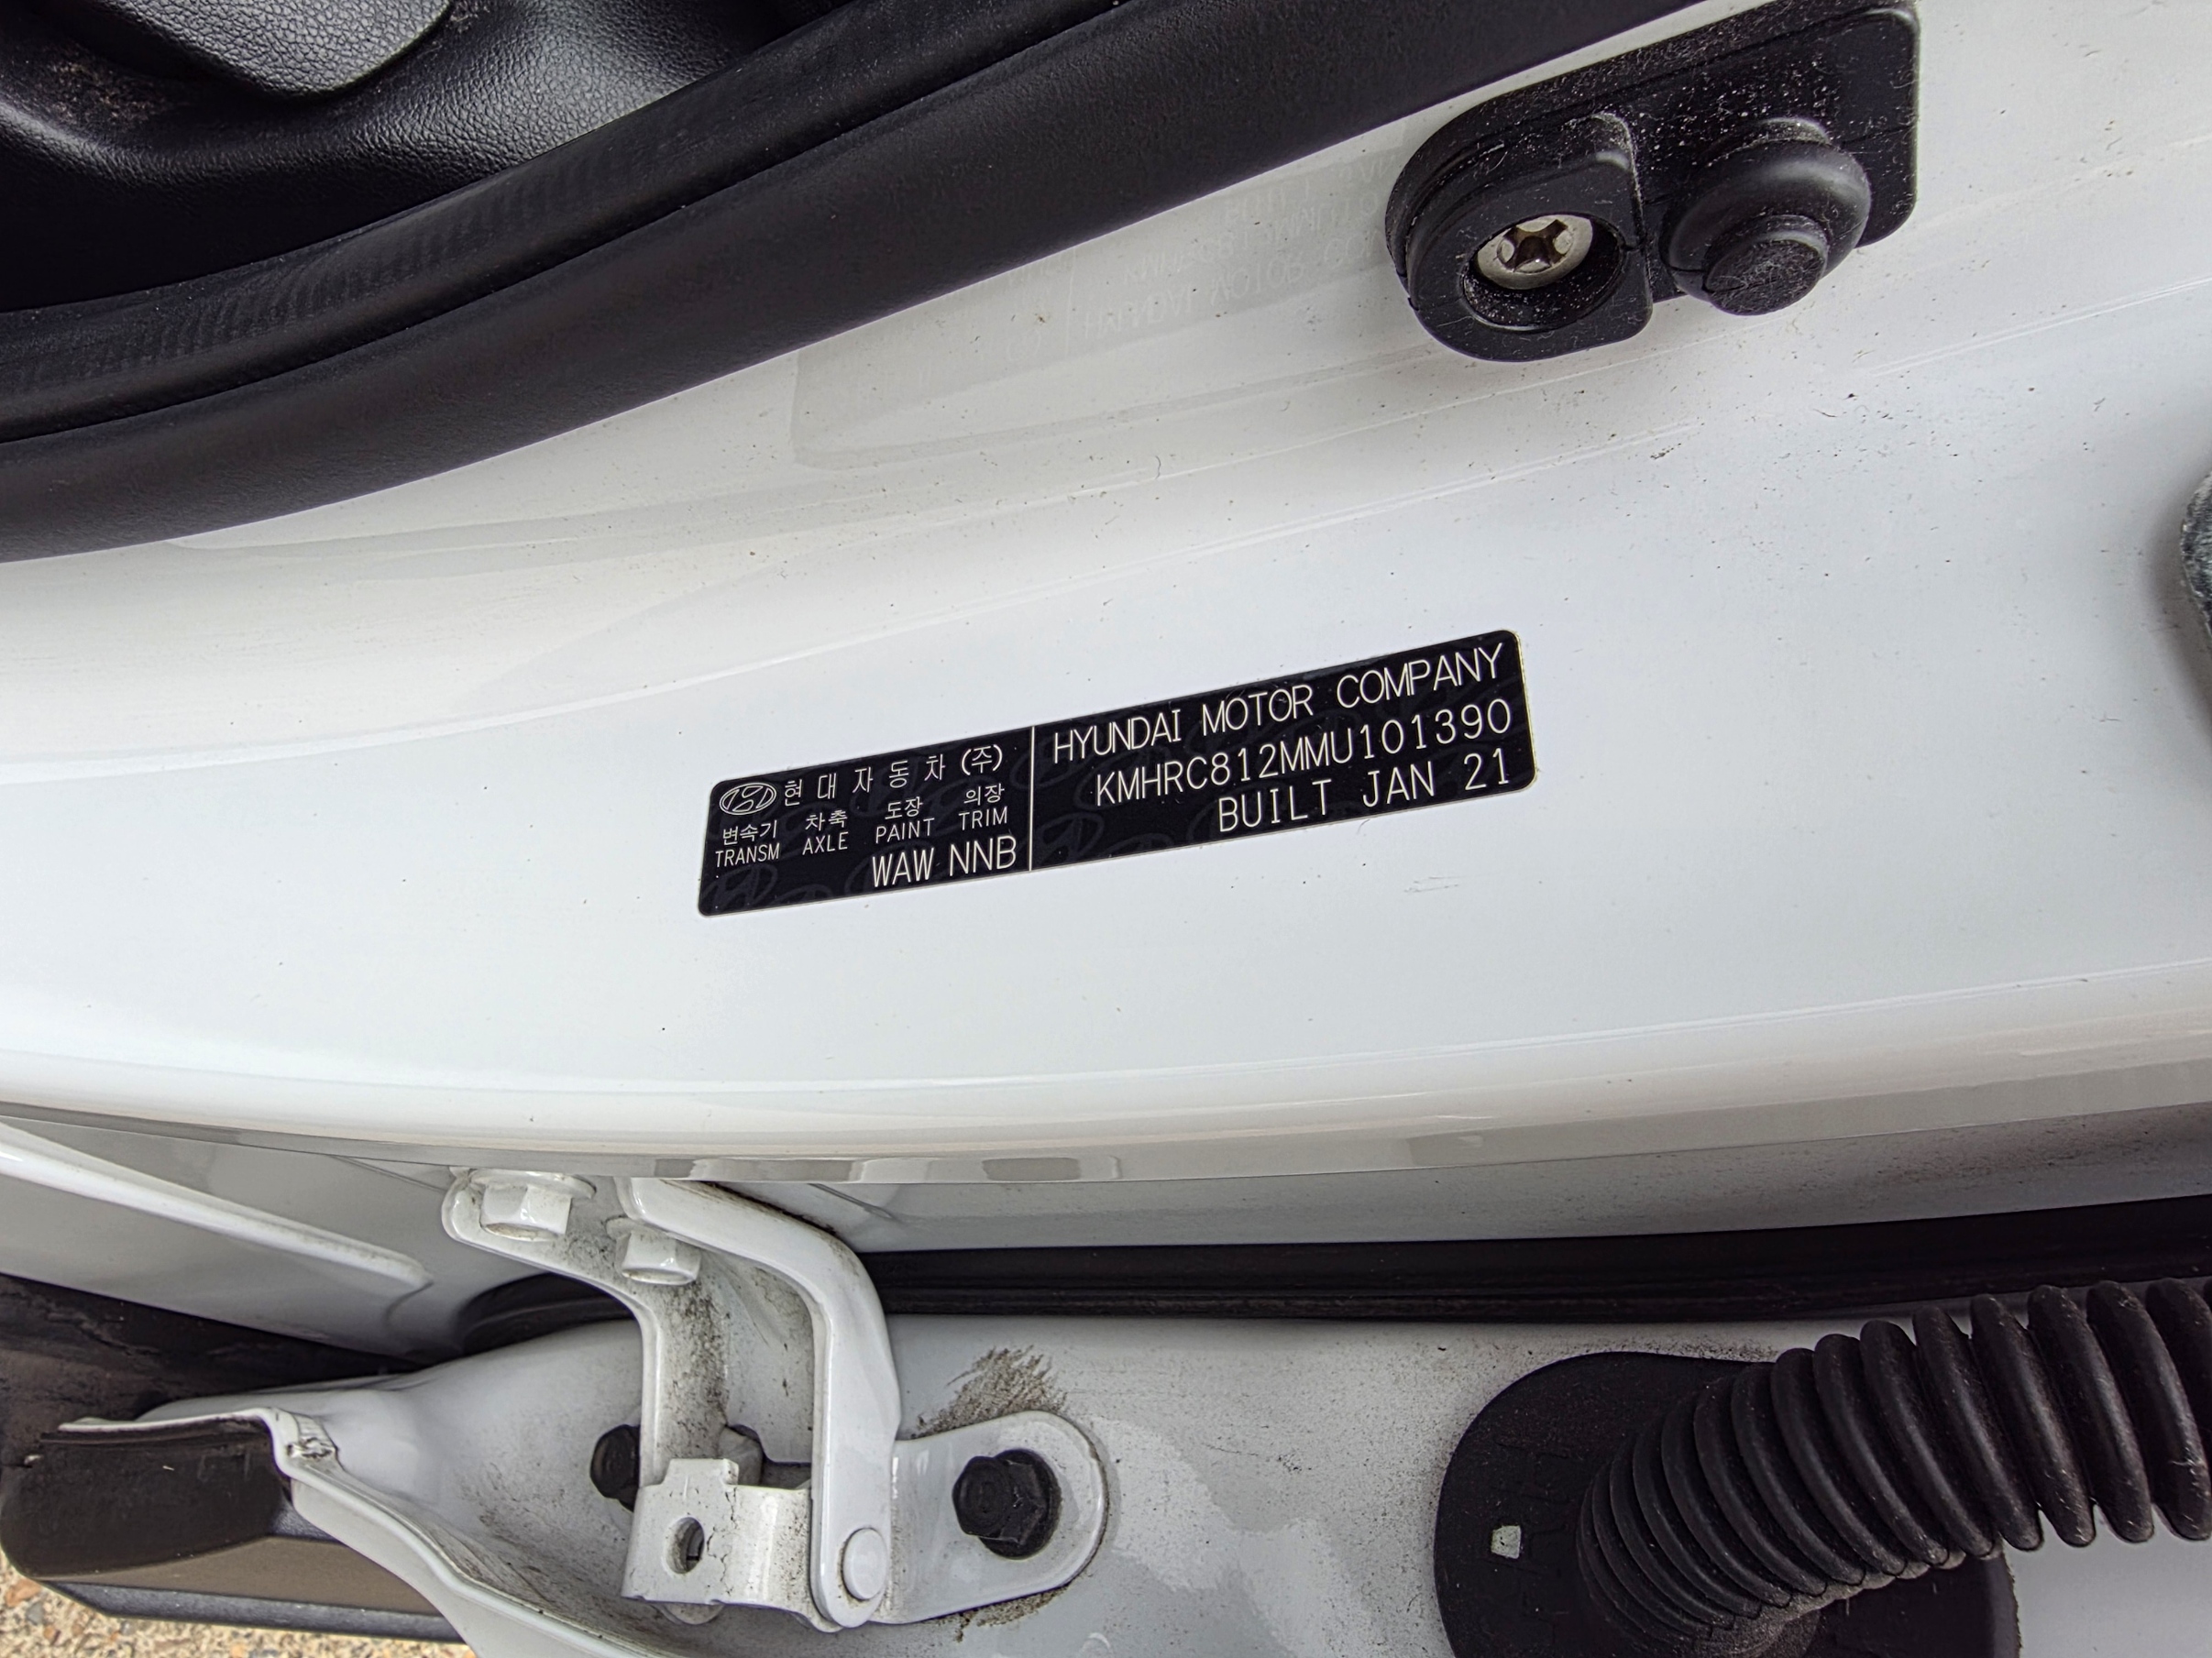 현대자동차(주)
변속기 차축 도장 의장
TRANSM AXLE PAINT TRIM
WAW NNB
HYUNDAI MOTOR COMPANY
KMHRC812MMU101390
BUILT JAN 21